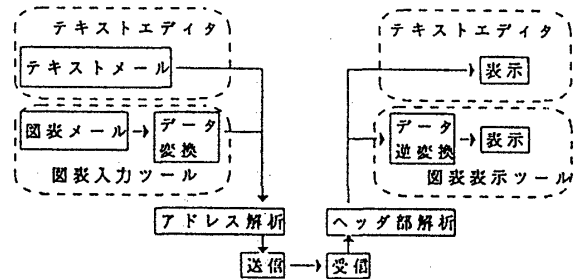 テキストエディタ
テキストメール
図表メール
データ
変換
図表入力ツール
アドレス解析
送信
受信
ヘッダ部解析
テキストエディタ
表示
データ
逆変換
表示
図表表示ツール